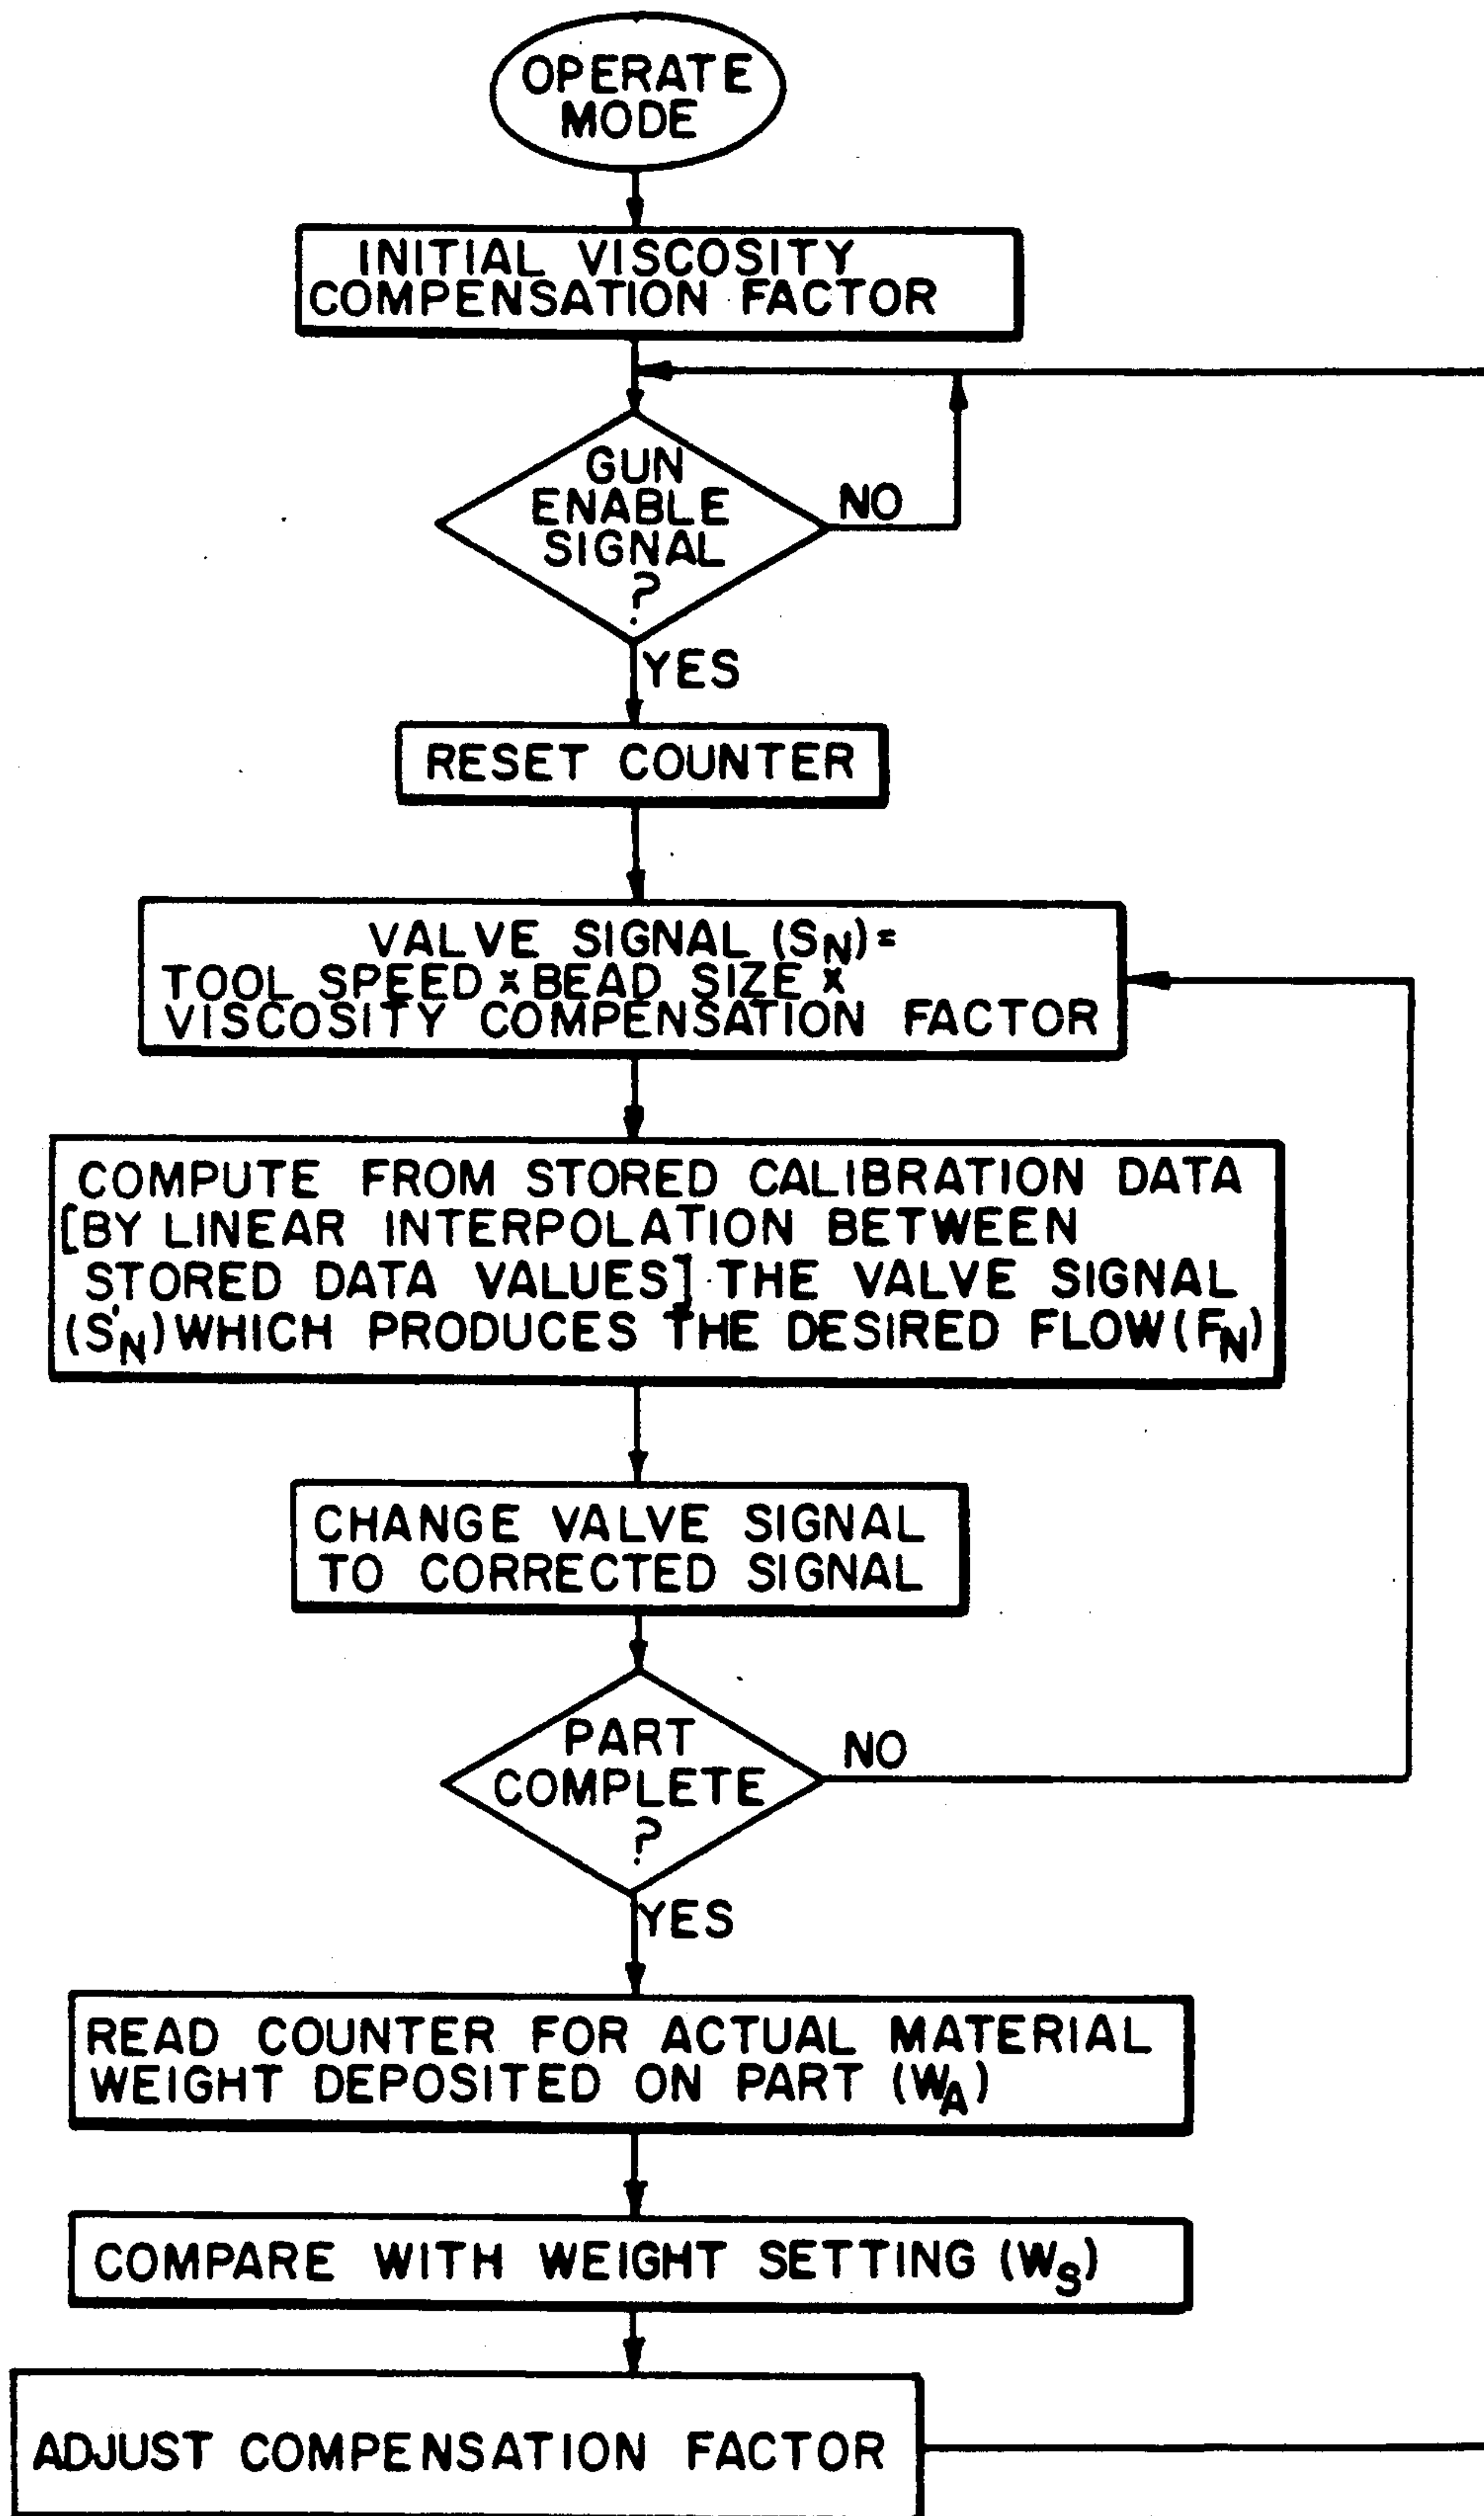 OPERATE
MODE
INITIAL VISCOSITY
COMPENSATION FACTOR
GUN
ENABLE
SIGNAL
?
NO
YES
RESET COUNTER
VALVE SIGNAL (SN)=
TOOL SPEED x BEAD SIZE x
VISCOSITY COMPENSATION FACTOR
COMPUTE FROM STORED CALIBRATION DATA
[BY LINEAR INTERPOLATION BETWEEN
STORED DATA VALUES] THE VALVE SIGNAL
(S'N) WHICH PRODUCES THE DESIRED FLOW (FN)
CHANGE VALVE SIGNAL
TO CORRECTED SIGNAL
PART
COMPLETE
?
NO
YES
READ COUNTER FOR ACTUAL MATERIAL
WEIGHT DEPOSITED ON PART (WA)
COMPARE WITH WEIGHT SETTING (WS)
ADJUST COMPENSATION FACTOR